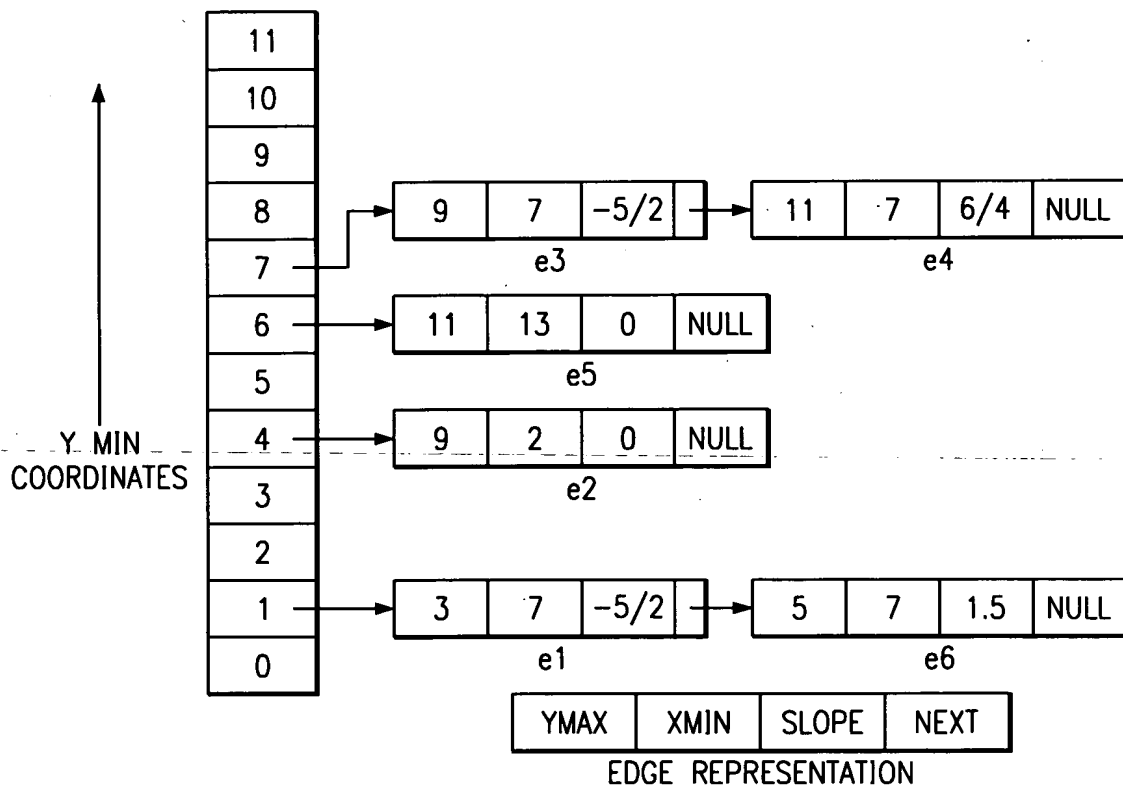 11
10
9
8
9 7 -5/2 11 7 6/4 NULL
e3 e4
7
6 11 13 0 NULL
e5
5
Y MIN
COORDINATES
4 9 2 0 NULL
e2
3
2
1 3 7 -5/2 5 7 1.5 NULL
e1 e6
0
YMAX XMIN SLOPE NEXT
EDGE REPRESENTATION